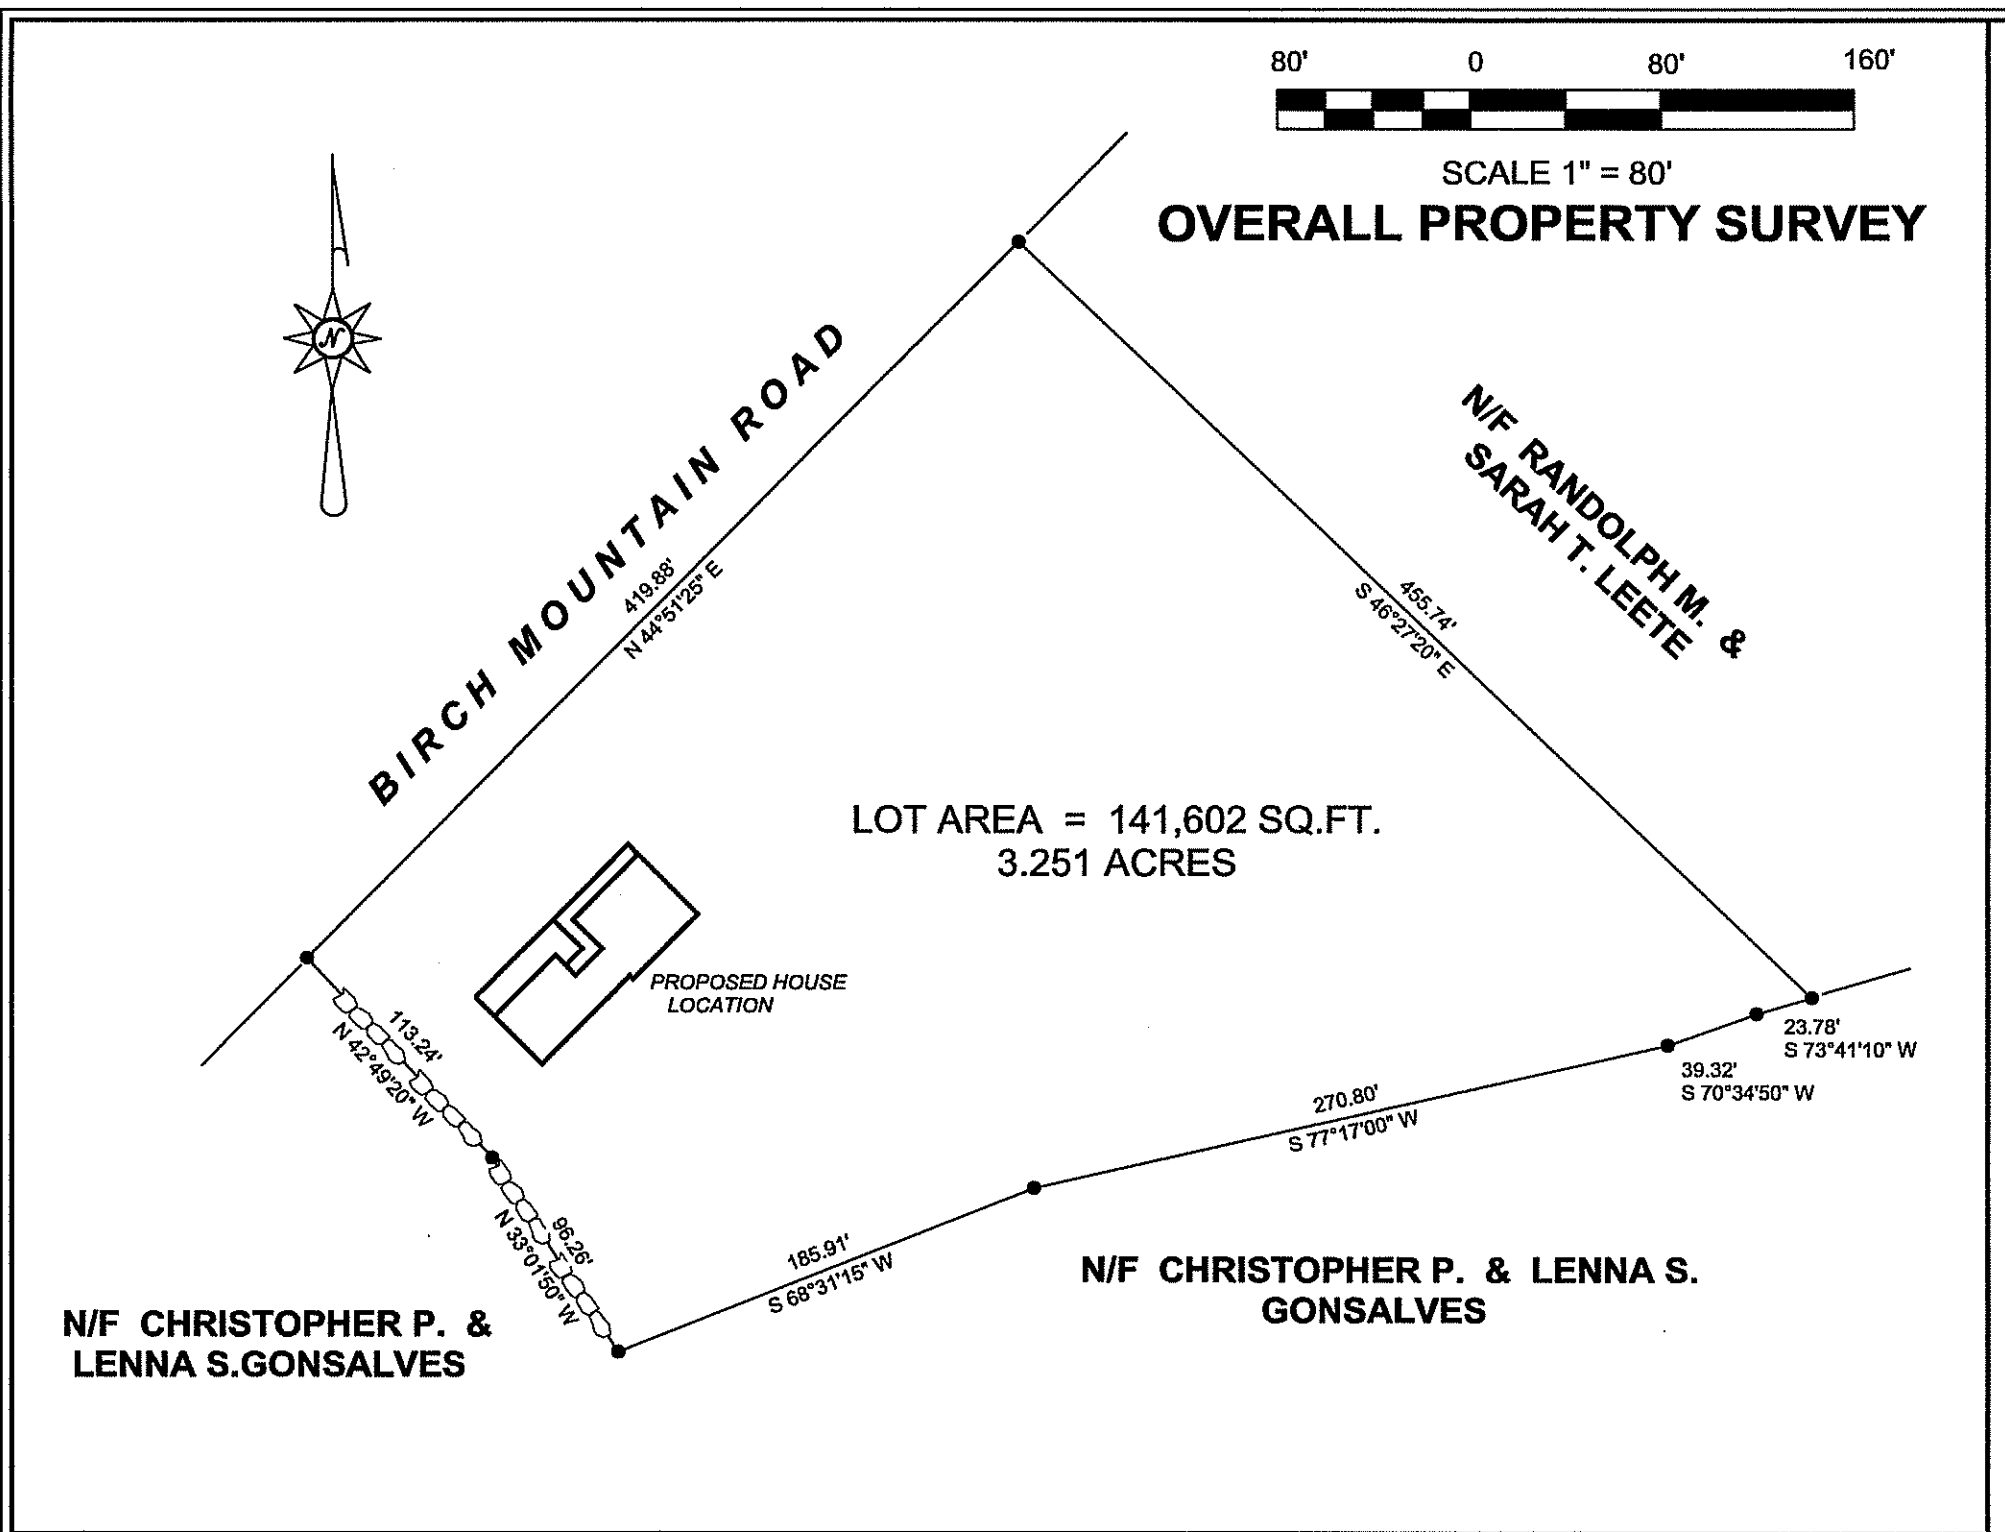 80' 0 80' 160'
SCALE 1" = 80'
OVERALL PROPERTY SURVEY
N
BIRCH MOUNTAIN ROAD
419.88'
N 44°51'25" E
N/F RANDOLPH M. &
SARAH T. LEETE
455.74'
S 46°27'20" E
LOT AREA = 141,602 SQ.FT.
3.251 ACRES
PROPOSED HOUSE
LOCATION
113.24'
N 42°49'20" W
23.78'
S 73°41'10" W
39.32'
S 70°34'50" W
270.80'
S 77°17'00" W
96.26'
N 33°01'50" W
185.91'
S 68°31'15" W
N/F CHRISTOPHER P. & LENNA S.
GONSALVES
N/F CHRISTOPHER P. &
LENNA S.GONSALVES